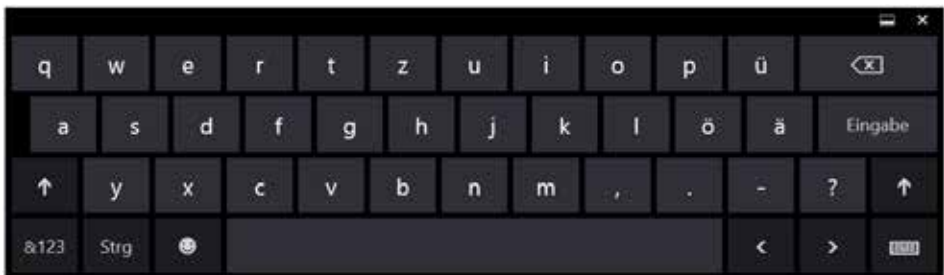 q w e r t z u i o p ü
a s d f g h j k l ö ä Eingabe
y x c v b n m , . - ?
&123 Strg < >